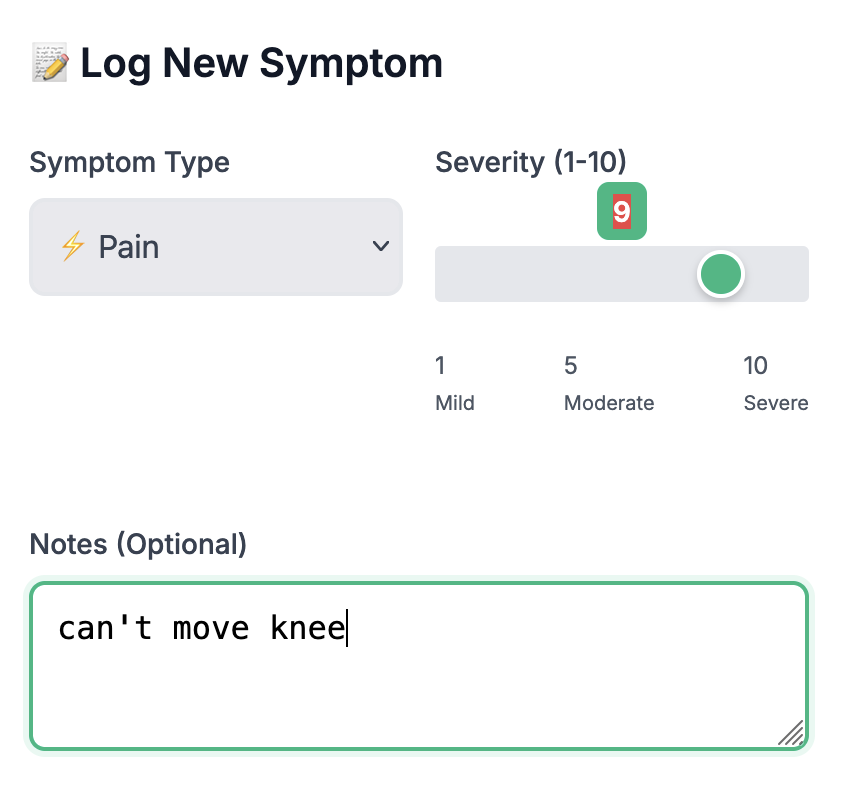 Log New Symptom
Symptom Type
Severity (1-10)
9
Pain
1
5
10
Mild
Moderate
Severe
Notes (Optional)
can't move knee